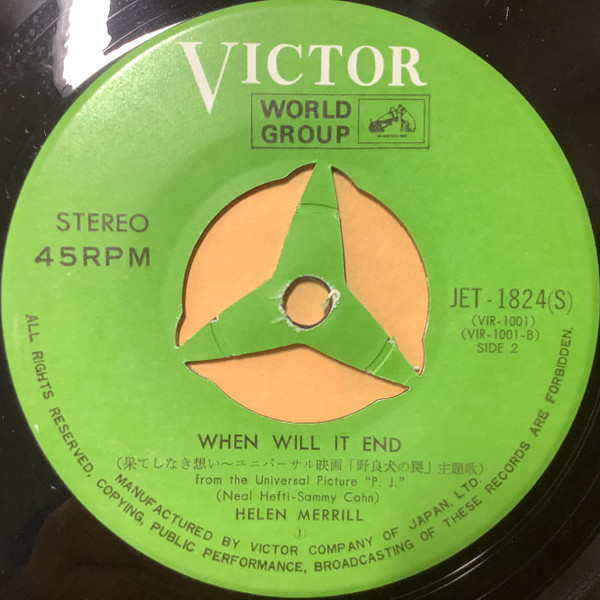 VICTOR
WORLD
GROUP
STEREO
45RPM
JET-1824(S)
(VIR-1001)
(VIR-1001-B)
SIDE 2
WHEN WILL IT END
(果てしなき想い〜ユニバーサル映画「野良犬の罠」主題歌)
from the Universal Picture "P. J."
(Neal Hefti-Sammy Cahn)
HELEN MERRILL
①
ALL RIGHTS RESERVED, COPYING, PUBLIC PERFORMANCE, BROADCASTING OF THESE RECORDS ARE FORBIDDEN.
MANUFACTURED BY VICTOR COMPANY OF JAPAN, LTD.